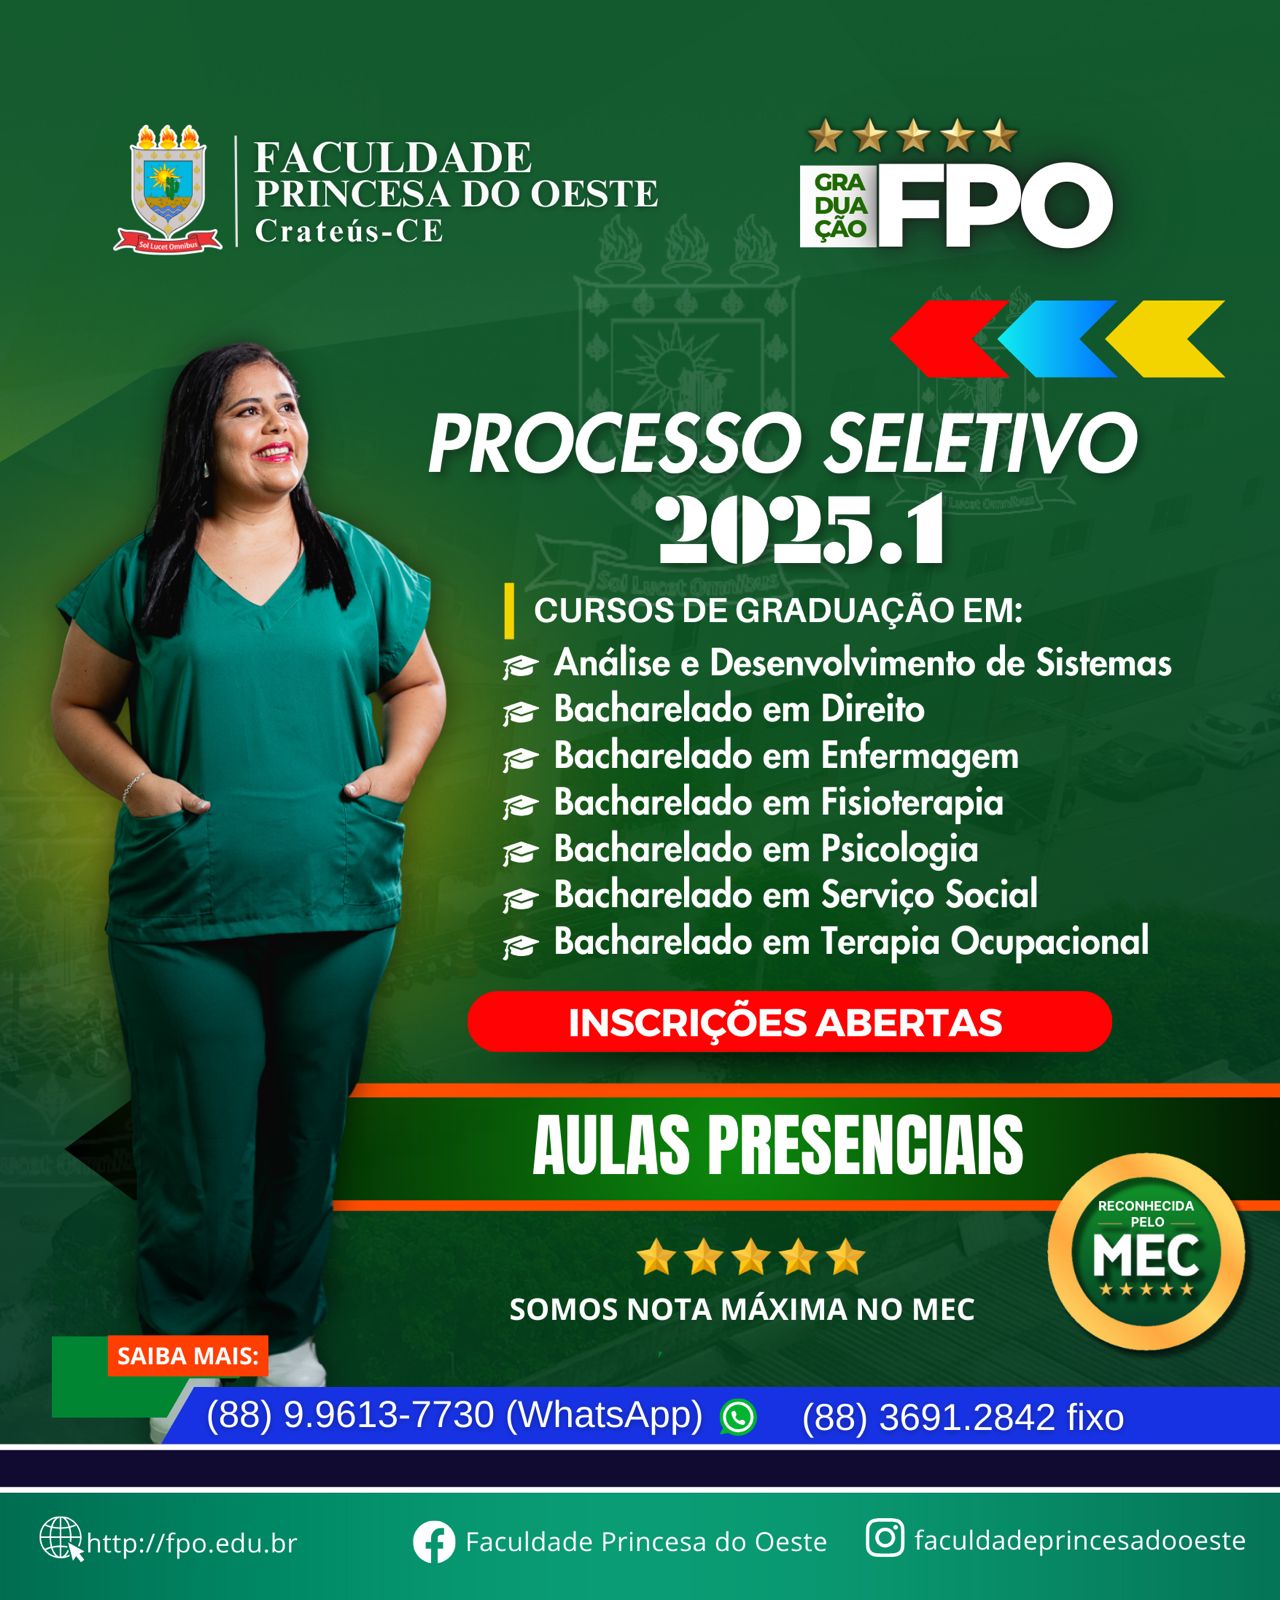 FACULDADE
PRINCESA DO OESTE
Crateús-CE
Sol Lucet Omnibus
GRA
DUA
ÇÃO
FPO
PROCESSO SELETIVO
2025.1
Sol Lucet Omnibus
CURSOS DE GRADUAÇÃO EM:
Análise e Desenvolvimento de Sistemas
Bacharelado em Direito
Bacharelado em Enfermagem
Bacharelado em Fisioterapia
Bacharelado em Psicologia
Bacharelado em Serviço Social
Bacharelado em Terapia Ocupacional
INSCRIÇÕES ABERTAS
AULAS PRESENCIAIS
RECONHECIDA
PELO
MEC
SOMOS NOTA MÁXIMA NO MEC
SAIBA MAIS:
(88) 9.9613-7730 (WhatsApp)
(88) 3691.2842 fixo
http://fpo.edu.br
Faculdade Princesa do Oeste
faculdadeprincesadooeste